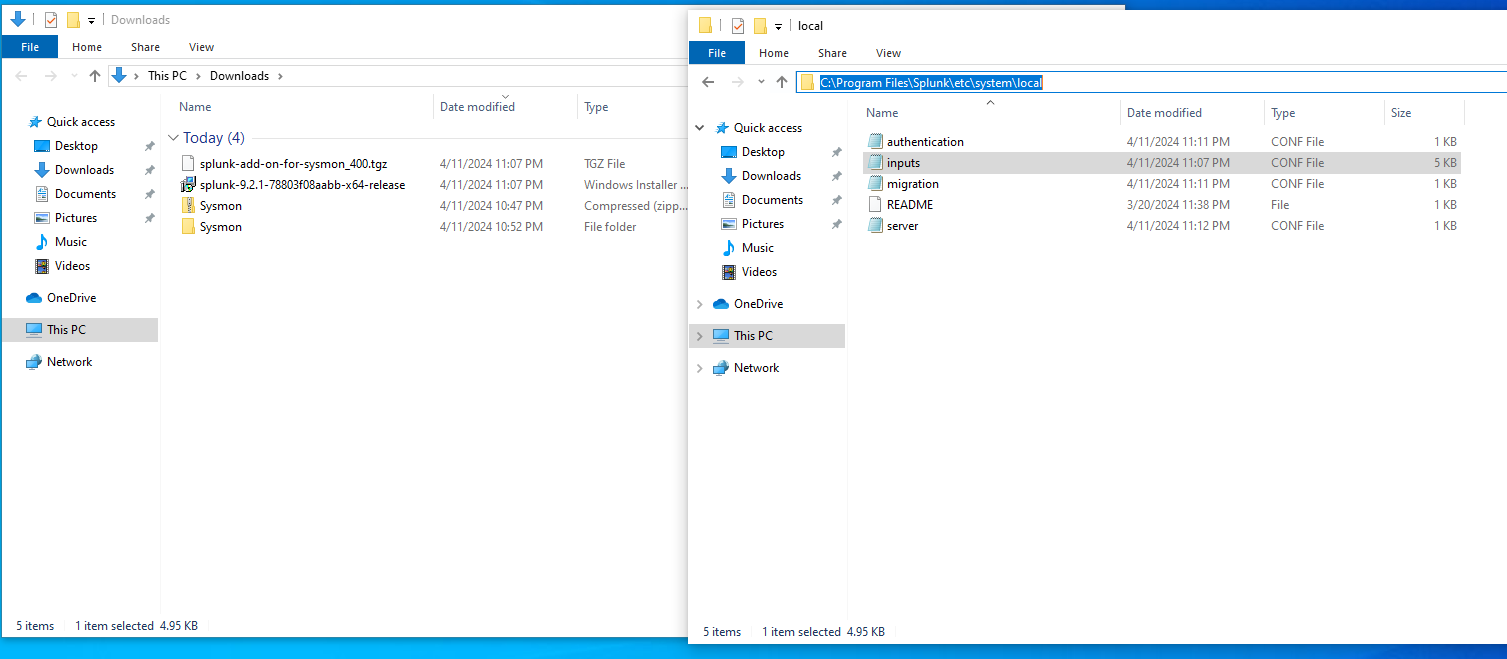 Downloads
File Home Share View
This PC Downloads
Name Date modified Type
Quick access
Desktop
Downloads
Documents
Pictures
Music
Videos
OneDrive
This PC
Network
Today (4)
splunk-add-on-for-sysmon_400.tgz 4/11/2024 11:07 PM TGZ File
splunk-9.2.1-78803f08aabb-x64-release 4/11/2024 11:07 PM Windows Installer ...
Sysmon 4/11/2024 10:47 PM Compressed (zipp...
Sysmon 4/11/2024 10:52 PM File folder
5 items 1 item selected 4.95 KB
local
File Home Share View
C:\Program Files\Splunk\etc\system\local
Name Date modified Type Size
Quick access
Desktop
Downloads
Documents
Pictures
Music
Videos
OneDrive
This PC
Network
authentication 4/11/2024 11:11 PM CONF File 1 KB
inputs 4/11/2024 11:07 PM CONF File 5 KB
migration 4/11/2024 11:11 PM CONF File 1 KB
README 3/20/2024 11:38 PM File 1 KB
server 4/11/2024 11:12 PM CONF File 1 KB
5 items 1 item selected 4.95 KB